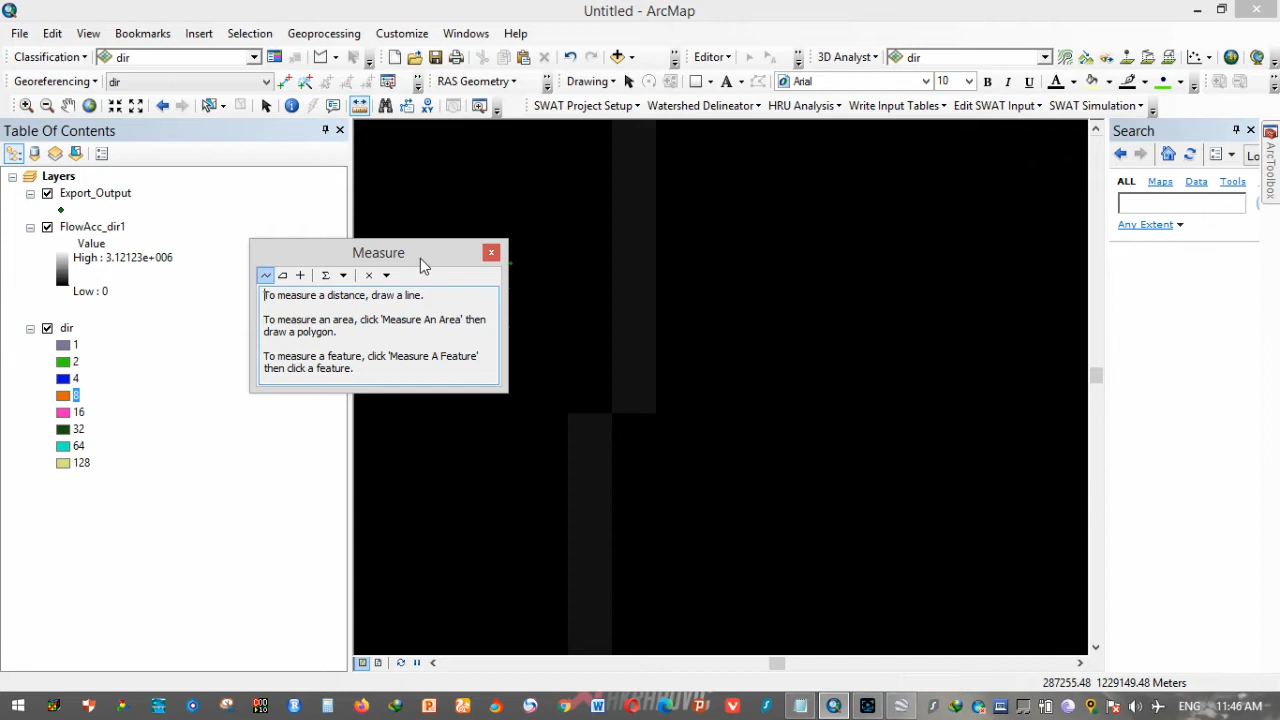 Untitled - ArcMap
File Edit View Bookmarks Insert Selection Geoprocessing Customize Windows Help
Classification dir Editor 3D Analyst dir
Georeferencing dir RAS Geometry Drawing Arial 10 B I U A
SWAT Project Setup Watershed Delineator HRU Analysis Write Input Tables Edit SWAT Input SWAT Simulation
Table Of Contents
Layers
Export_Output
FlowAcc_dir1
Value
High : 3.12123e+006
Low : 0
dir
1
2
4
8
16
32
64
128
Measure
To measure a distance, draw a line.
To measure an area, click 'Measure An Area' then
draw a polygon.
To measure a feature, click 'Measure A Feature'
then click a feature.
Search
Lo
ALL Maps Data Tools
Any Extent
ArcToolbox
287255.48 1229149.48 Meters
ENG 11:46 AM